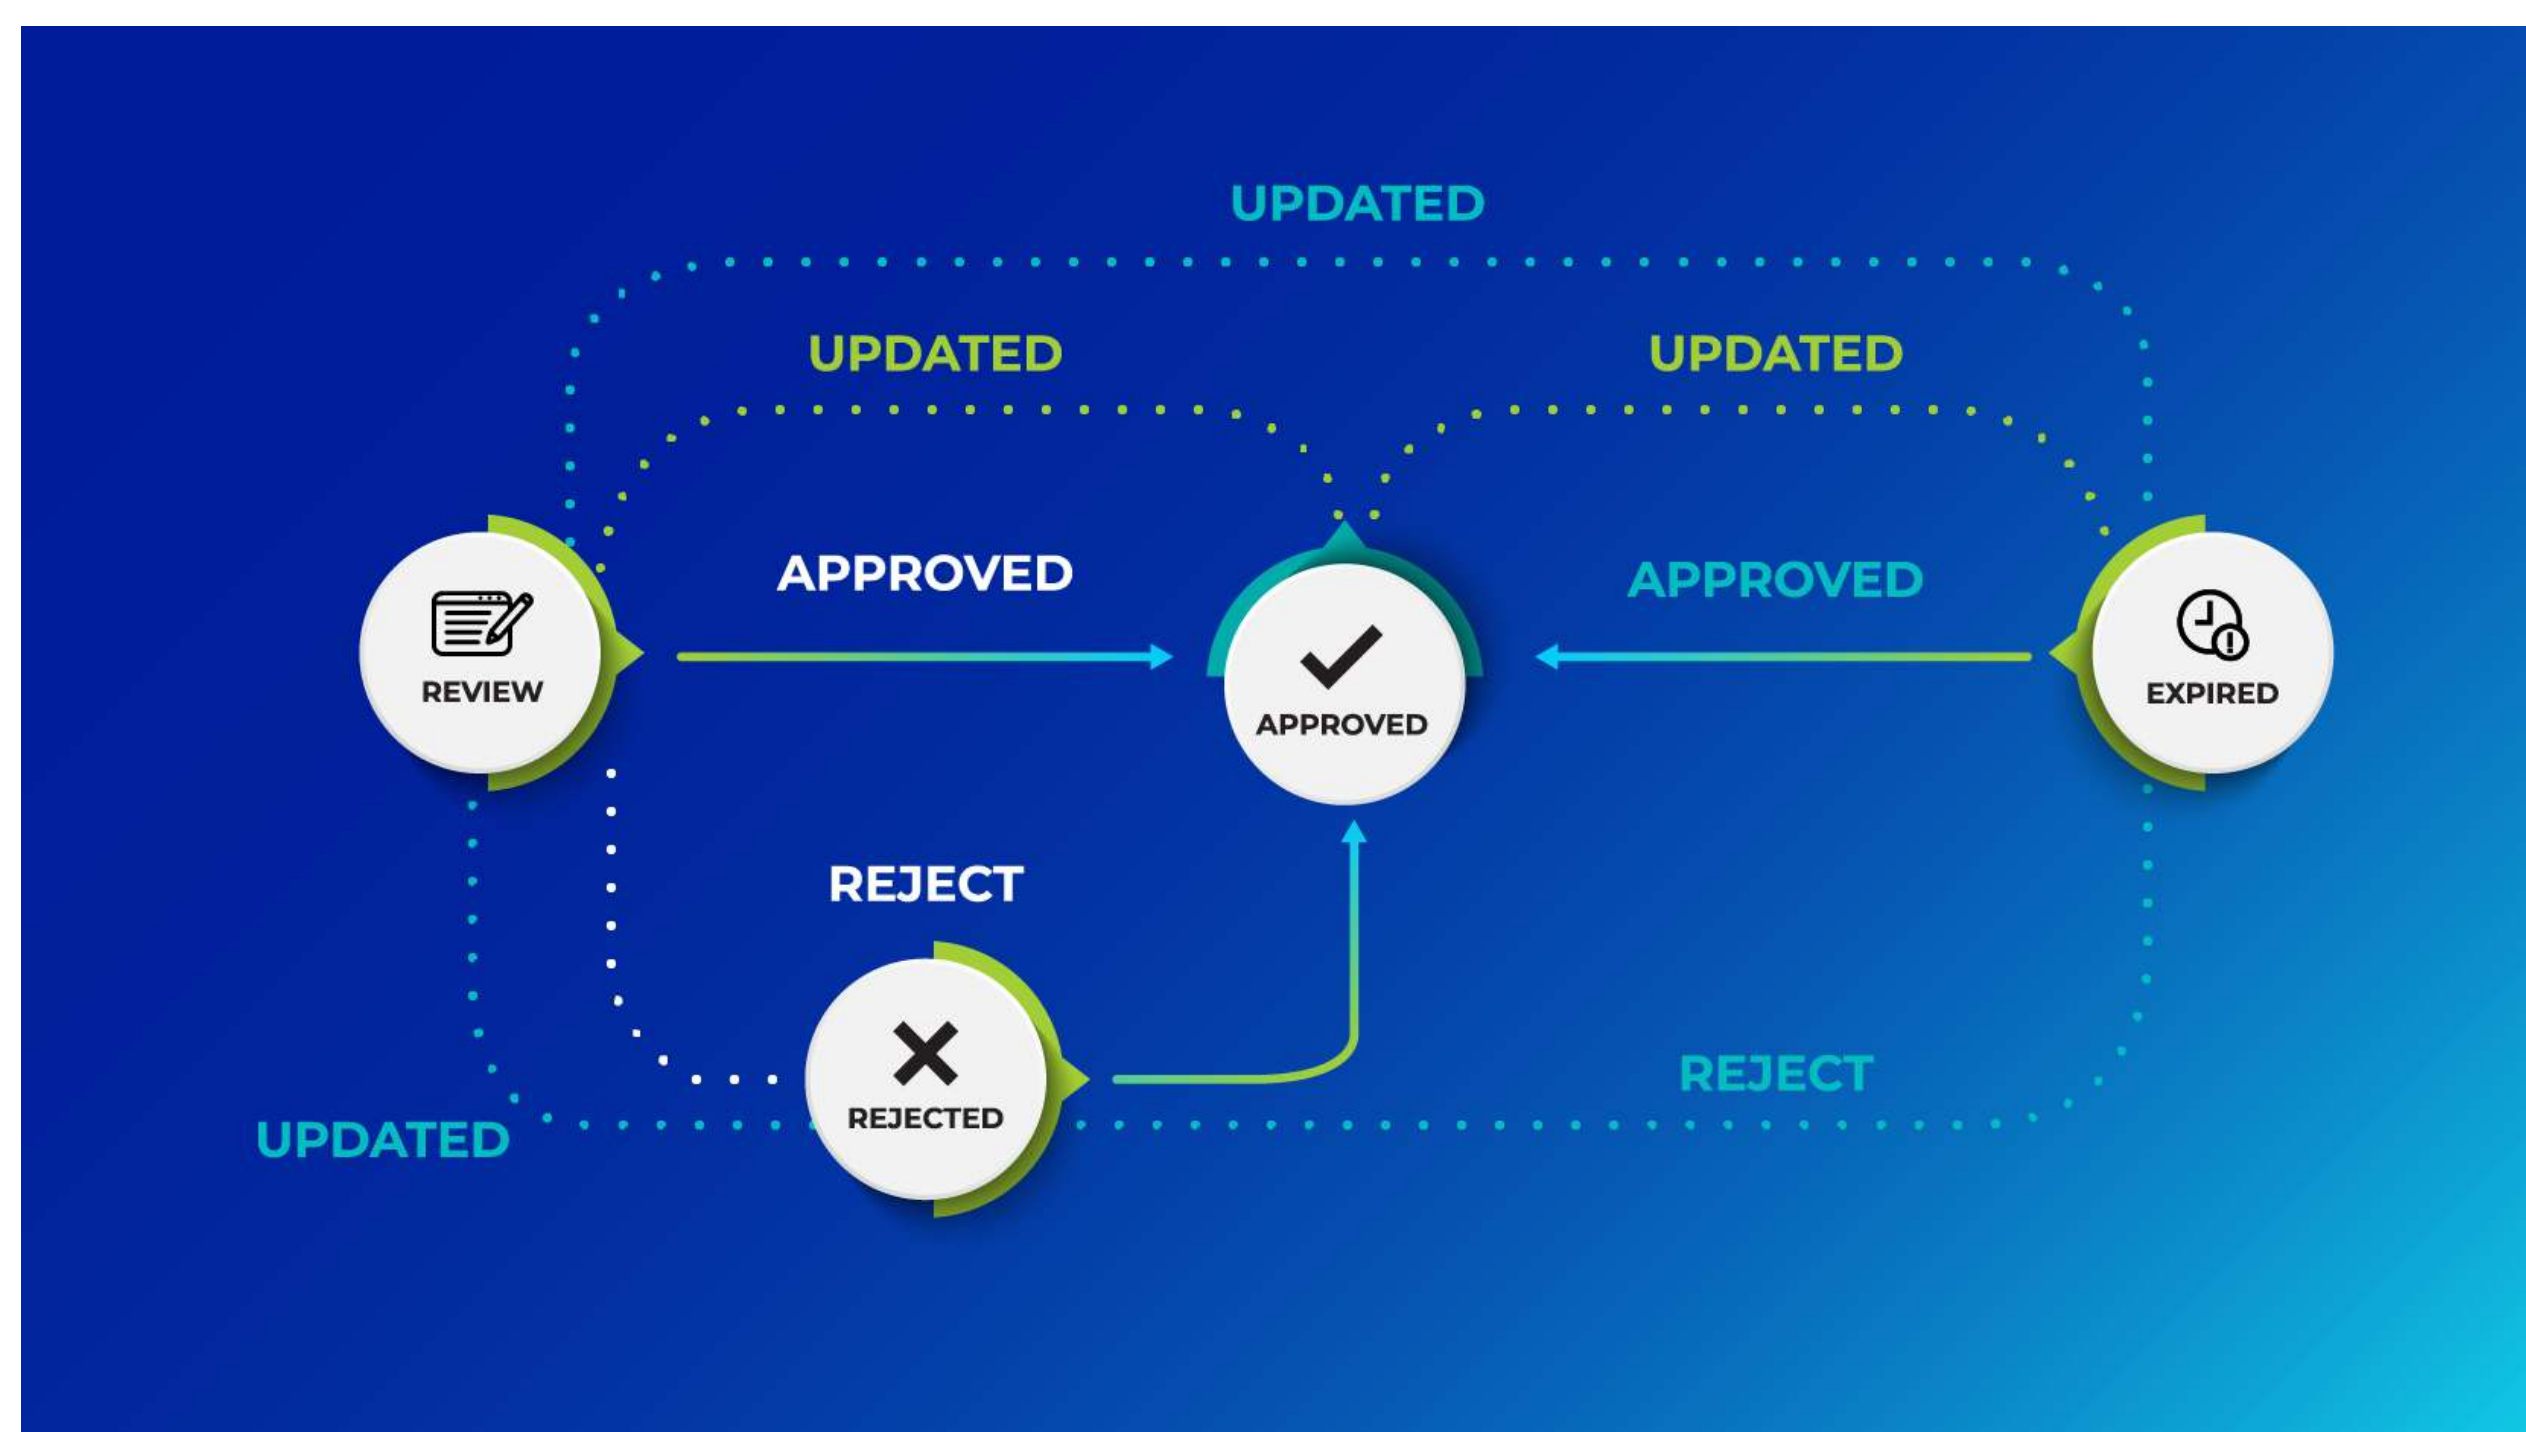 UPDATED
UPDATED
UPDATED
APPROVED
APPROVED
REVIEW
APPROVED
EXPIRED
REJECT
REJECTED
REJECT
UPDATED